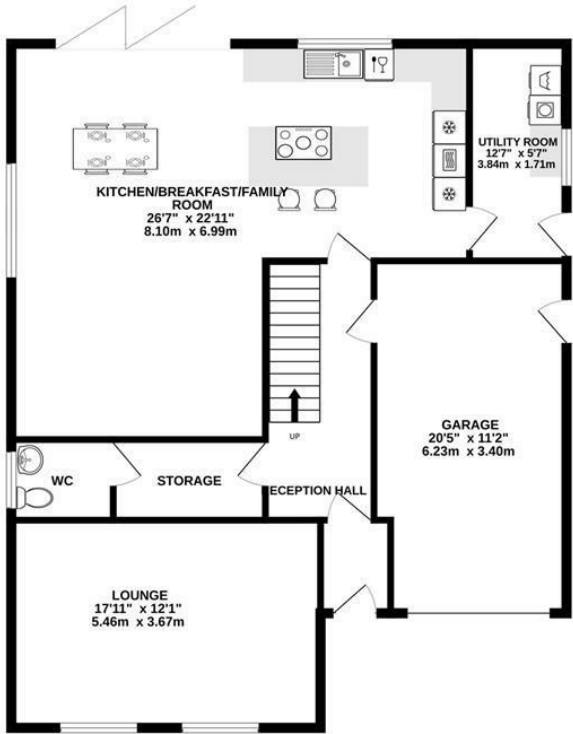 UTILITY ROOM
12'7" x 5'7"
3.84m x 1.71m
KITCHEN/BREAKFAST/FAMILY
ROOM
26'7" x 22'11"
8.10m x 6.99m
GARAGE
20'5" x 11'2"
6.23m x 3.40m
UP
WC
STORAGE
ECEPTION HALL
LOUNGE
17'11" x 12'1"
5.46m x 3.67m